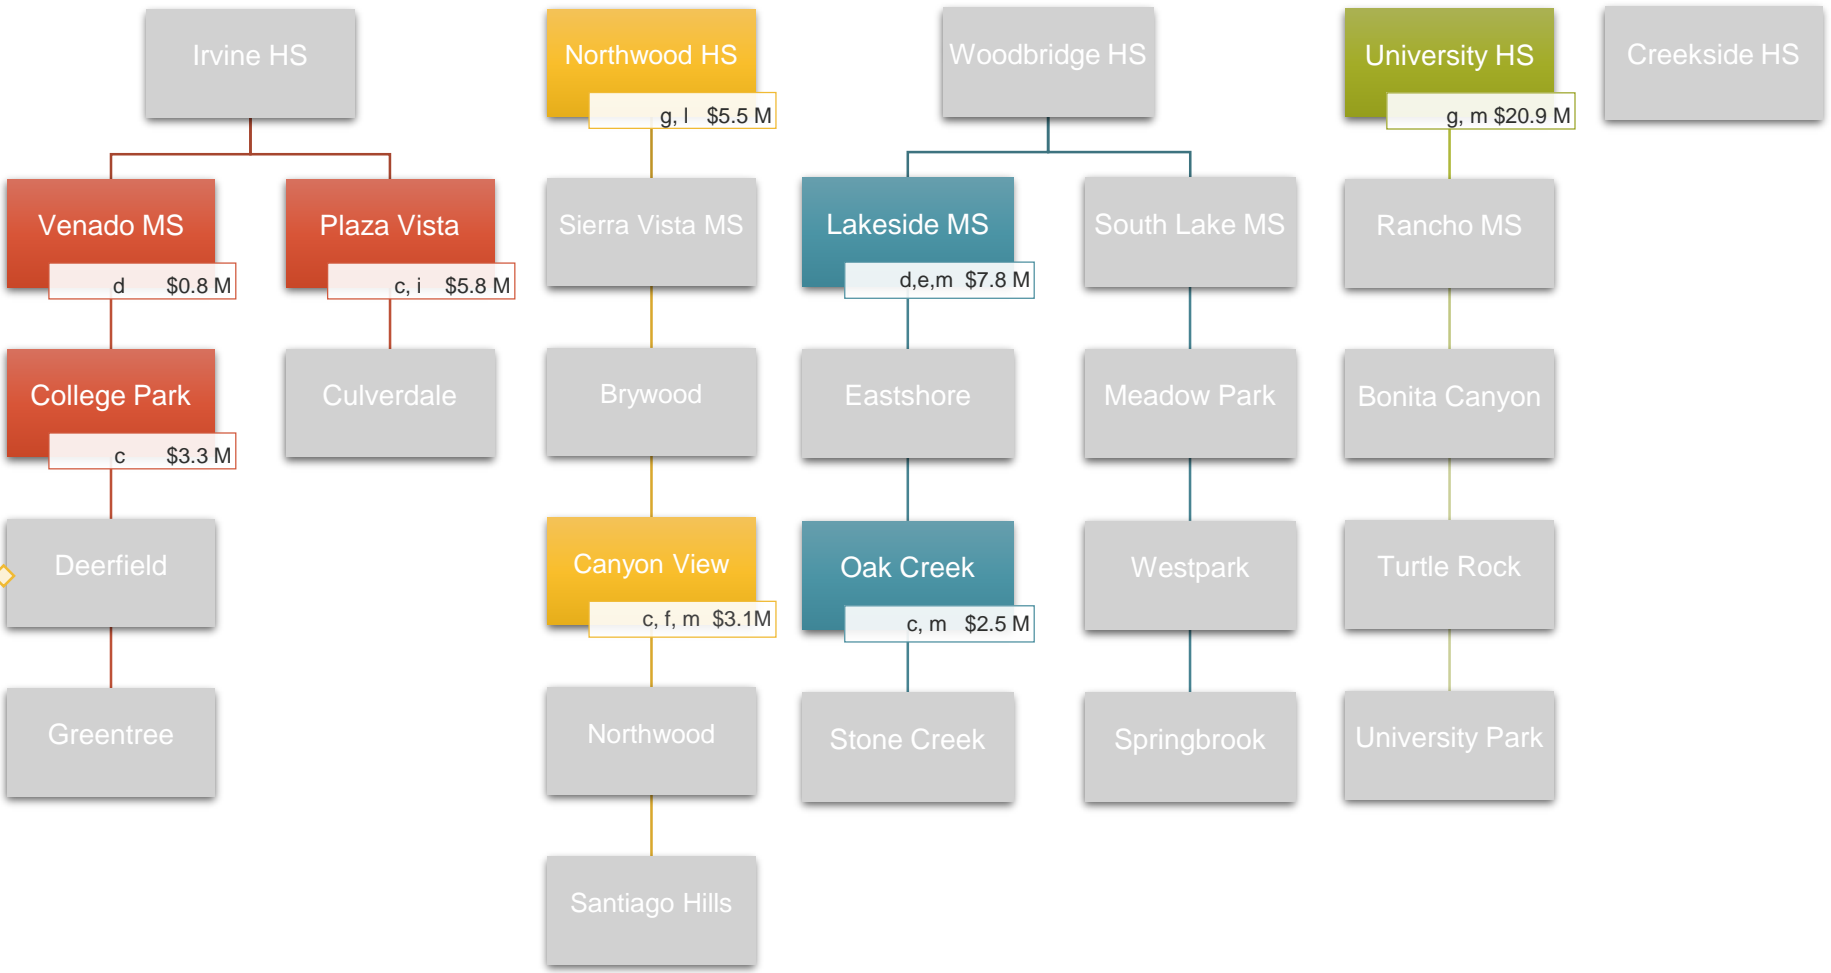 Irvine HS
Northwood HS
g, l $5.5 M
Woodbridge HS
University HS
g, m $20.9 M
Creekside HS
Venado MS
d $0.8 M
Plaza Vista
c, i $5.8 M
Sierra Vista MS
Lakeside MS
d,e,m $7.8 M
South Lake MS
Rancho MS
College Park
c $3.3 M
Culverdale
Brywood
Eastshore
Meadow Park
Bonita Canyon
Deerfield
Canyon View
c, f, m $3.1M
Oak Creek
c, m $2.5 M
Westpark
Turtle Rock
Greentree
Northwood
Stone Creek
Springbrook
University Park
Santiago Hills